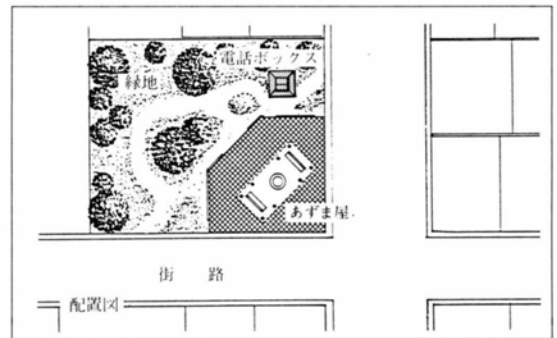 電話ボックス
緑地
あずま屋
街路
配置図